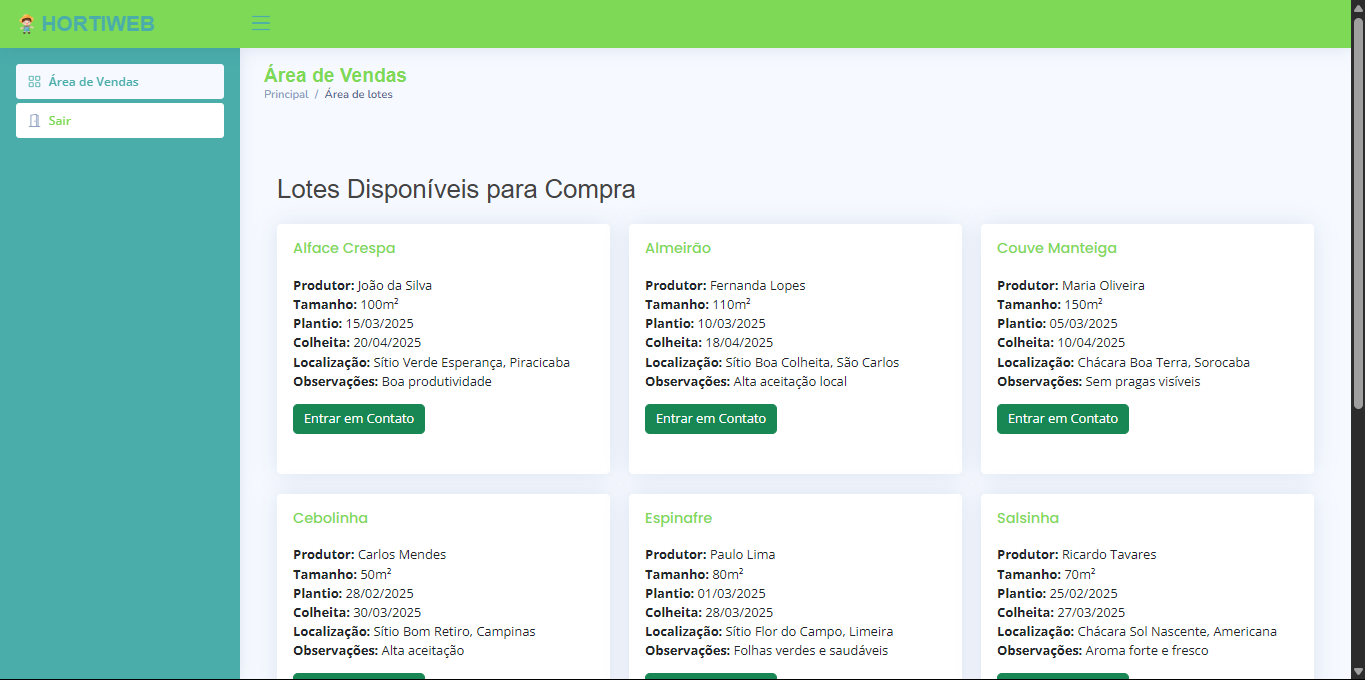 HORTIWEB
Área de Vendas
Sair
Área de Vendas
Principal / Área de lotes
Lotes Disponíveis para Compra
Alface Crespa
Produtor: João da Silva
Tamanho: 100m²
Plantio: 15/03/2025
Colheita: 20/04/2025
Localização: Sítio Verde Esperança, Piracicaba
Observações: Boa produtividade
Entrar em Contato
Almeirão
Produtor: Fernanda Lopes
Tamanho: 110m²
Plantio: 10/03/2025
Colheita: 18/04/2025
Localização: Sítio Boa Colheita, São Carlos
Observações: Alta aceitação local
Entrar em Contato
Couve Manteiga
Produtor: Maria Oliveira
Tamanho: 150m²
Plantio: 05/03/2025
Colheita: 10/04/2025
Localização: Chácara Boa Terra, Sorocaba
Observações: Sem pragas visíveis
Entrar em Contato
Cebolinha
Produtor: Carlos Mendes
Tamanho: 50m²
Plantio: 28/02/2025
Colheita: 30/03/2025
Localização: Sítio Bom Retiro, Campinas
Observações: Alta aceitação
Espinafre
Produtor: Paulo Lima
Tamanho: 80m²
Plantio: 01/03/2025
Colheita: 28/03/2025
Localização: Sítio Flor do Campo, Limeira
Observações: Folhas verdes e saudáveis
Salsinha
Produtor: Ricardo Tavares
Tamanho: 70m²
Plantio: 25/02/2025
Colheita: 27/03/2025
Localização: Chácara Sol Nascente, Americana
Observações: Aroma forte e fresco